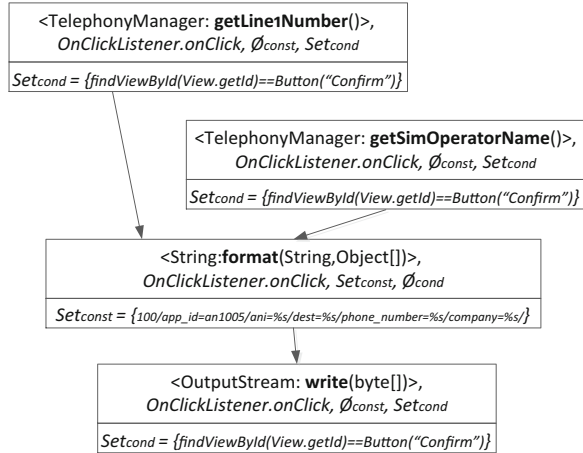 <TelephonyManager: getLine1Number()>,
OnClickListener.onClick, Øconst, Setcond
Setcond = {findViewById(View.getId)==Button(“Confirm”)}
<TelephonyManager: getSimOperatorName()>,
OnClickListener.onClick, Øconst, Setcond
Setcond = {findViewById(View.getId)==Button(“Confirm”)}
<String:format(String,Object[])>,
OnClickListener.onClick, Setconst, Øcond
Setconst = {100/app_id=an1005/ani=%s/dest=%s/phone_number=%s/company=%s/}
<OutputStream: write(byte[])>,
OnClickListener.onClick, Øconst, Setcond
Setcond = {findViewById(View.getId)==Button(“Confirm”)}